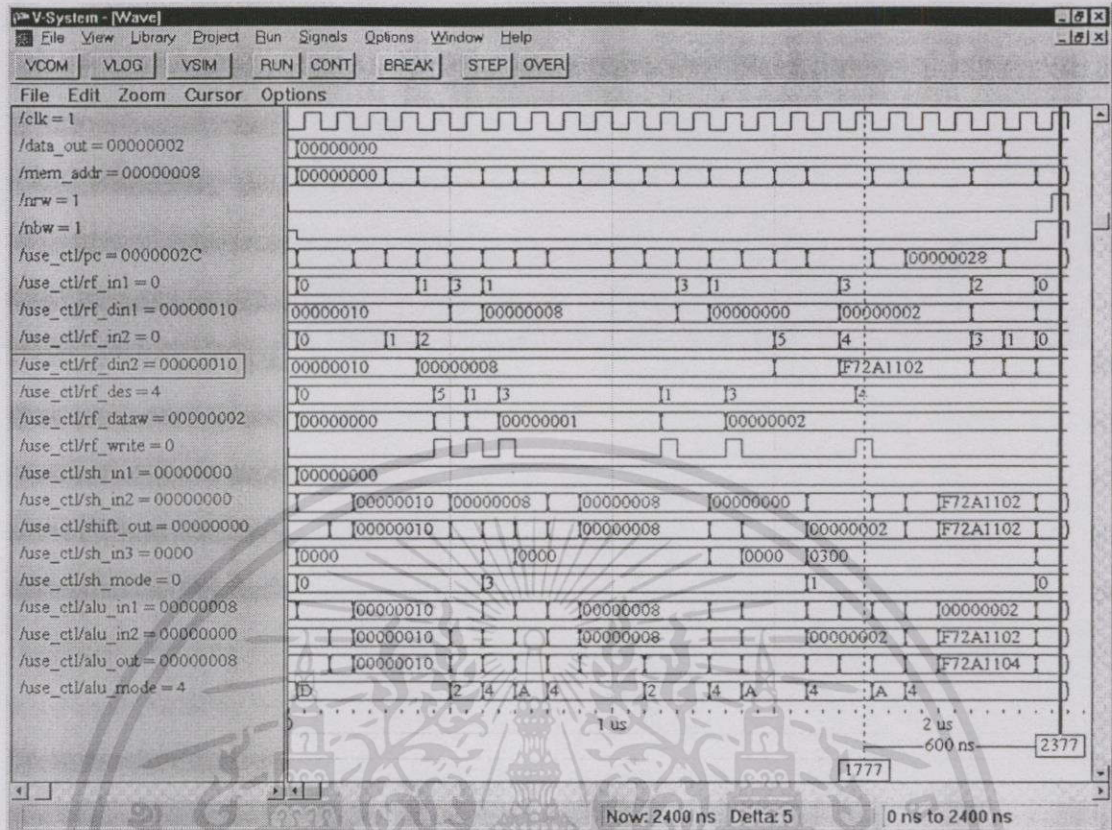 V-System - [Wave]
File View Library Project Run Signals Options Window Help
VCOM VLOG VSIM RUN CONT BREAK STEP OVER
File Edit Zoom Cursor Options
/clk = 1
/data_out = 00000002 00000000
/mem_addr = 00000008 00000000
/nrw = 1
/nbw = 1
/use_ctl/pc = 0000002C 00000028
/use_ctl/rf_in1 = 0 0 1 3 1 3 1 3 2 0
/use_ctl/rf_din1 = 00000010 00000010 00000008 00000000 00000002
/use_ctl/rf_in2 = 0 0 1 2 5 4 3 1 0
/use_ctl/rf_din2 = 00000010 00000010 00000008 F72A1102
/use_ctl/rf_des = 4 0 5 1 3 1 3 4
/use_ctl/rf_dataw = 00000002 00000000 00000001 00000002
/use_ctl/rf_write = 0
/use_ctl/sh_in1 = 00000000 00000000
/use_ctl/sh_in2 = 00000000 00000010 00000008 00000008 00000000 F72A1102
/use_ctl/shift_out = 00000000 00000010 00000008 00000002 F72A1102
/use_ctl/sh_in3 = 0000 0000 0000 0000 0300
/use_ctl/sh_mode = 0 0 3 1 0
/use_ctl/alu_in1 = 00000008 00000010 00000008 00000002
/use_ctl/alu_in2 = 00000000 00000010 00000008 00000002 F72A1102
/use_ctl/alu_out = 00000008 00000010 F72A1104
/use_ctl/alu_mode = 4 D 2 4 A 4 2 4 A 4 A 4
1 us 2 us
600 ns 2377
1777
Now: 2400 ns Delta: 5 0 ns to 2400 ns